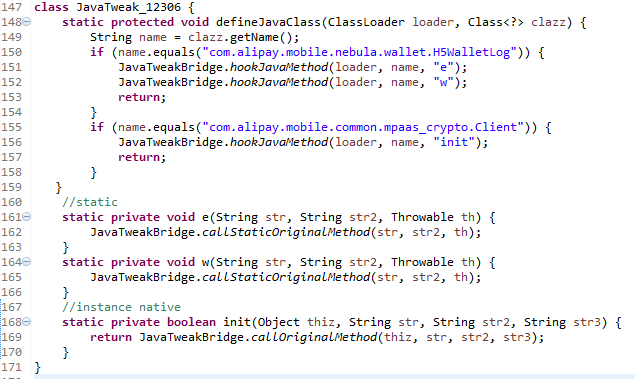 147 class JavaTweak_12306 {
148 static protected void defineJavaClass(ClassLoader loader, Class<?> clazz) {
149 String name = clazz.getName();
150 if (name.equals("com.alipay.mobile.nebula.wallet.H5WalletLog")) {
151 JavaTweakBridge.hookJavaMethod(loader, name, "e");
152 JavaTweakBridge.hookJavaMethod(loader, name, "w");
153 return;
154 }
155 if (name.equals("com.alipay.mobile.common.mpaas_crypto.Client")) {
156 JavaTweakBridge.hookJavaMethod(loader, name, "init");
157 return;
158 }
159 }
160 //static
161 static private void e(String str, String str2, Throwable th) {
162 JavaTweakBridge.callStaticOriginalMethod(str, str2, th);
163 }
164 static private void w(String str, String str2, Throwable th) {
165 JavaTweakBridge.callStaticOriginalMethod(str, str2, th);
166 }
167 //instance native
168 static private boolean init(Object thiz, String str, String str2, String str3) {
169 return JavaTweakBridge.callOriginalMethod(thiz, str, str2, str3);
170 }
171 }